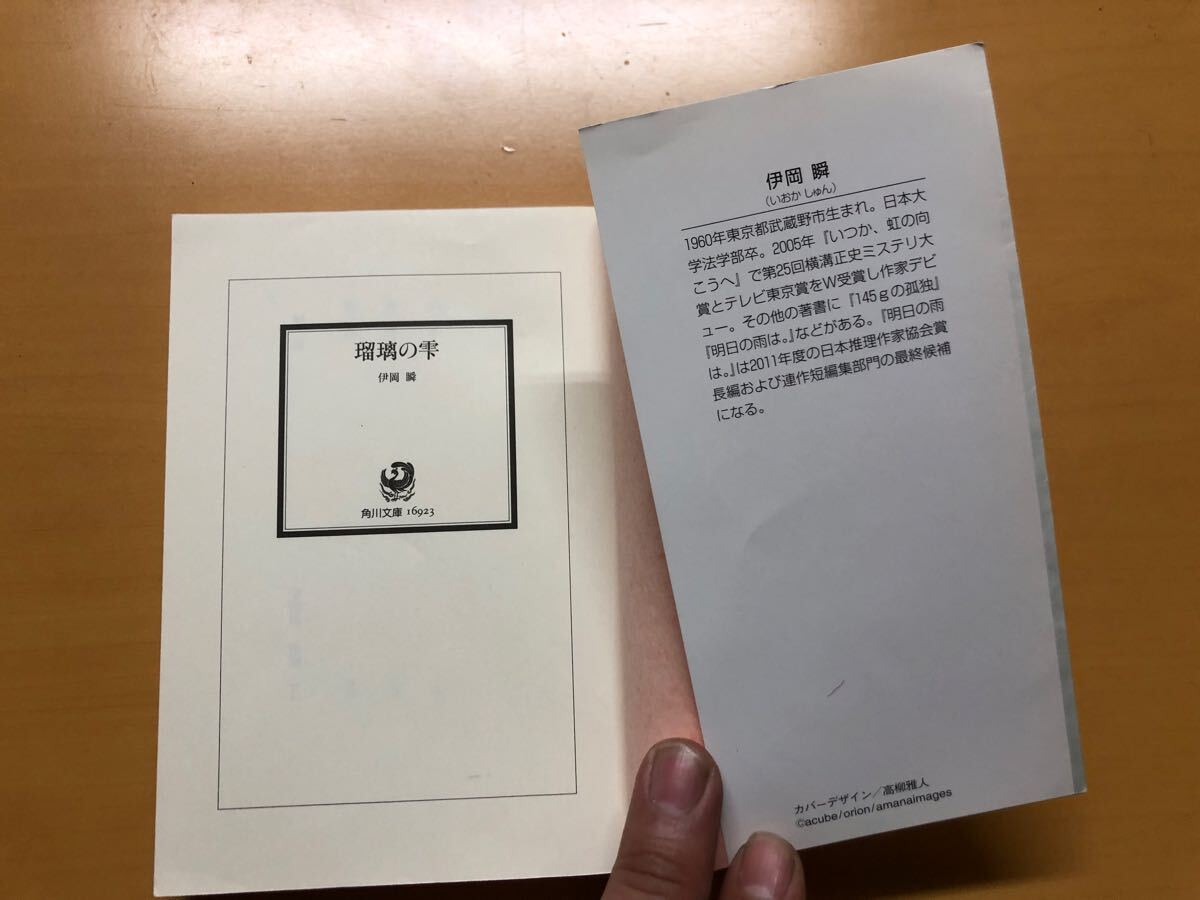 瑠璃の雫
伊岡 瞬
角川文庫 16923
伊岡 瞬
(いおか しゅん)
1960年東京都武蔵野市生まれ。日本大
学法学部卒。2005年『いつか、虹の向
こうへ』で第25回横溝正史ミステリ大
賞とテレビ東京賞をW受賞し作家デビ
ュー。その他の著書に『145gの孤独』
『明日の雨は。』などがある。『明日の雨
は。』は2011年度の日本推理作家協会賞
長編および連作短編集部門の最終候補
になる。
カバーデザイン/高柳雅人
©acube/orion/amanaimages